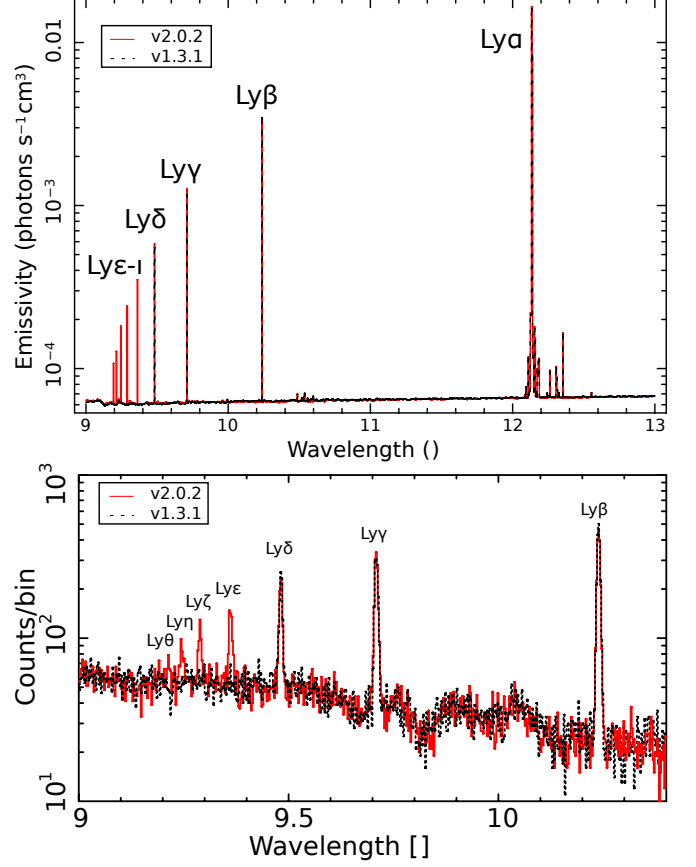 v2.0.2
v1.3.1
Lyα
Lyβ
Lyγ
Lyδ
Lyε-ι
Emissivity (photons s⁻¹cm³)
0.01
10⁻³
10⁻⁴
9 10 11 12 13
Wavelength ()
v2.0.2
v1.3.1
Lyβ
Lyγ
Lyδ
Lyε
Lyζ
Lyη
Lyθ
Counts/bin
10³
10²
10¹
9 9.5 10
Wavelength []